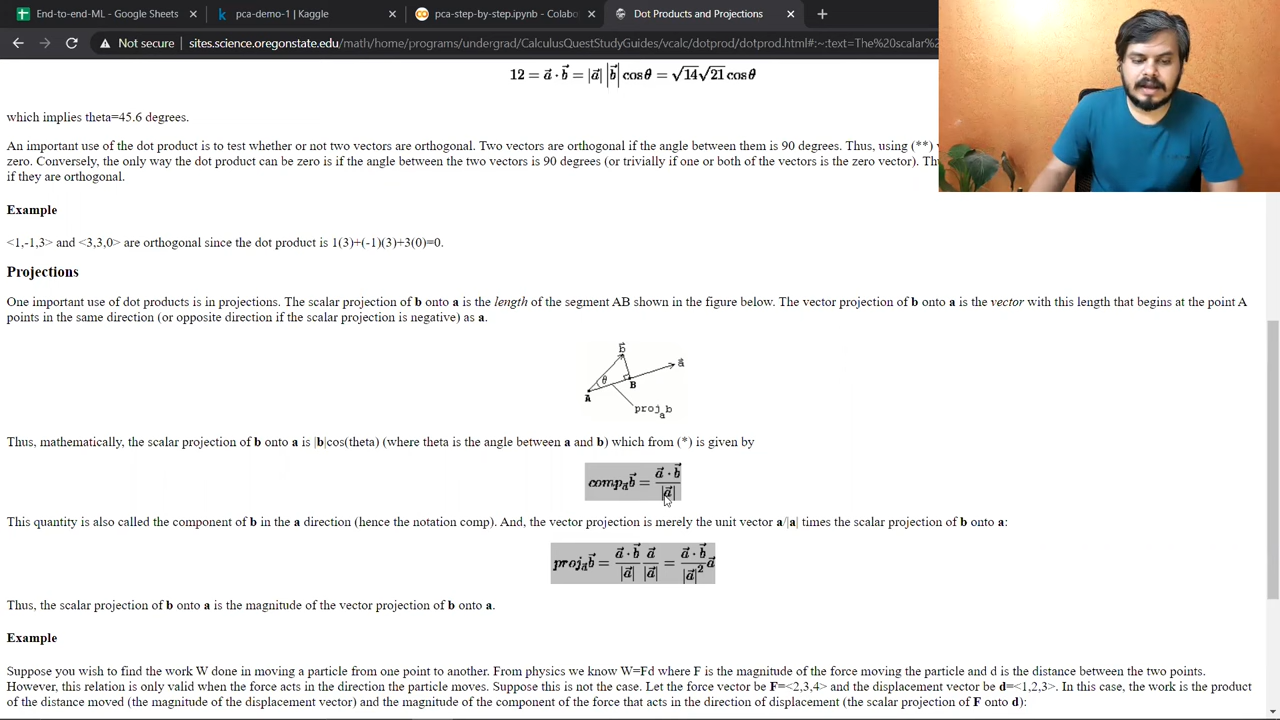 End-to-end-ML - Google Sheets
pca-demo-1 | Kaggle
pca-step-by-step.ipynb - Colabo
Dot Products and Projections
Not secure | sites.science.oregonstate.edu/math/home/programs/undergrad/CalculusQuestStudyGuides/vcalc/dotprod/dotprod.html#:~:text=The%20scalar%2
12 = a⃗ · b⃗ = |a⃗| |b⃗| cosθ = √14√21 cosθ
which implies theta=45.6 degrees.
An important use of the dot product is to test whether or not two vectors are orthogonal. Two vectors are orthogonal if the angle between them is 90 degrees. Thus, using (**)
zero. Conversely, the only way the dot product can be zero is if the angle between the two vectors is 90 degrees (or trivially if one or both of the vectors is the zero vector). Th
if they are orthogonal.
Example
<1,-1,3> and <3,3,0> are orthogonal since the dot product is 1(3)+(-1)(3)+3(0)=0.
Projections
One important use of dot products is in projections. The scalar projection of b onto a is the length of the segment AB shown in the figure below. The vector projection of b onto a is the vector with this length that begins at the point A
points in the same direction (or opposite direction if the scalar projection is negative) as a.
b⃗
a⃗
θ
B
A
proj_a b
Thus, mathematically, the scalar projection of b onto a is |b|cos(theta) (where theta is the angle between a and b) which from (*) is given by
comp_a⃗ b⃗ = a⃗ · b⃗ / |a⃗|
This quantity is also called the component of b in the a direction (hence the notation comp). And, the vector projection is merely the unit vector a/|a| times the scalar projection of b onto a:
proj_a⃗ b⃗ = a⃗ · b⃗ / |a⃗| a⃗ / |a⃗| = a⃗ · b⃗ / |a⃗|² a⃗
Thus, the scalar projection of b onto a is the magnitude of the vector projection of b onto a.
Example
Suppose you wish to find the work W done in moving a particle from one point to another. From physics we know W=Fd where F is the magnitude of the force moving the particle and d is the distance between the two points.
However, this relation is only valid when the force acts in the direction the particle moves. Suppose this is not the case. Let the force vector be F=<2,3,4> and the displacement vector be d=<1,2,3>. In this case, the work is the product
of the distance moved (the magnitude of the displacement vector) and the magnitude of the component of the force that acts in the direction of displacement (the scalar projection of F onto d):